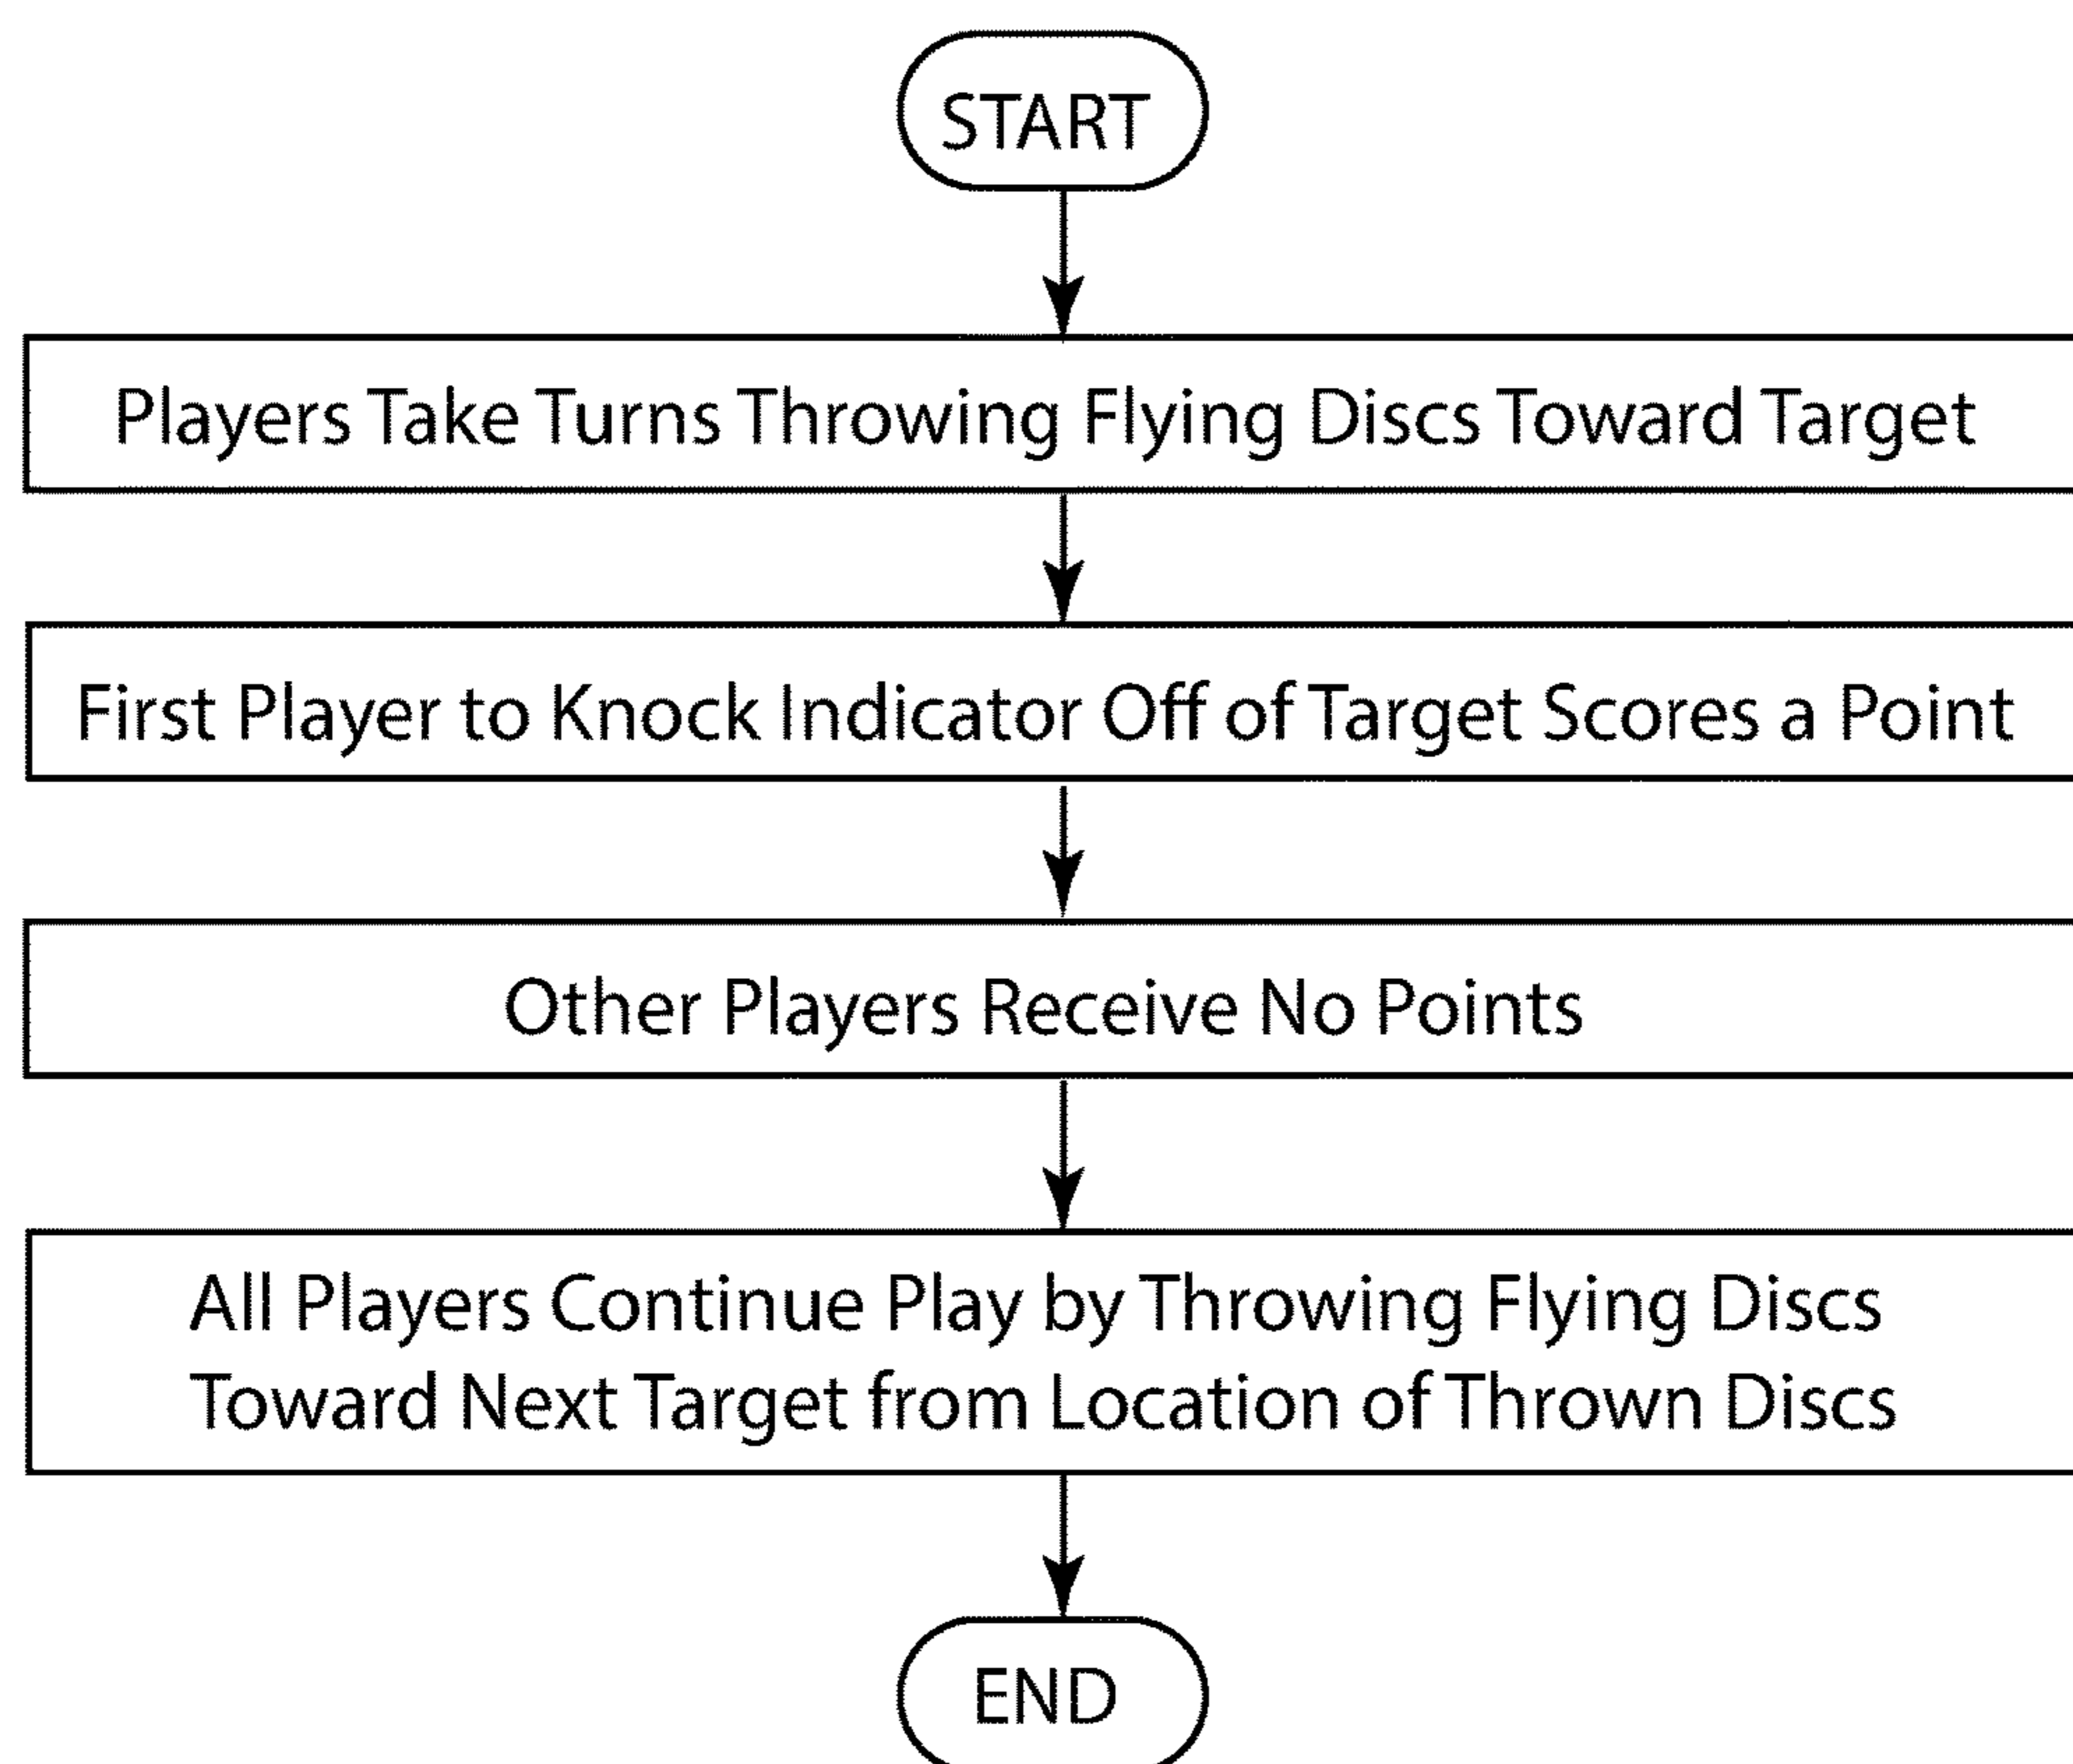 START
Players Take Turns Throwing Flying Discs Toward Target
First Player to Knock Indicator Off of Target Scores a Point
Other Players Receive No Points
All Players Continue Play by Throwing Flying Discs
Toward Next Target from Location of Thrown Discs
END